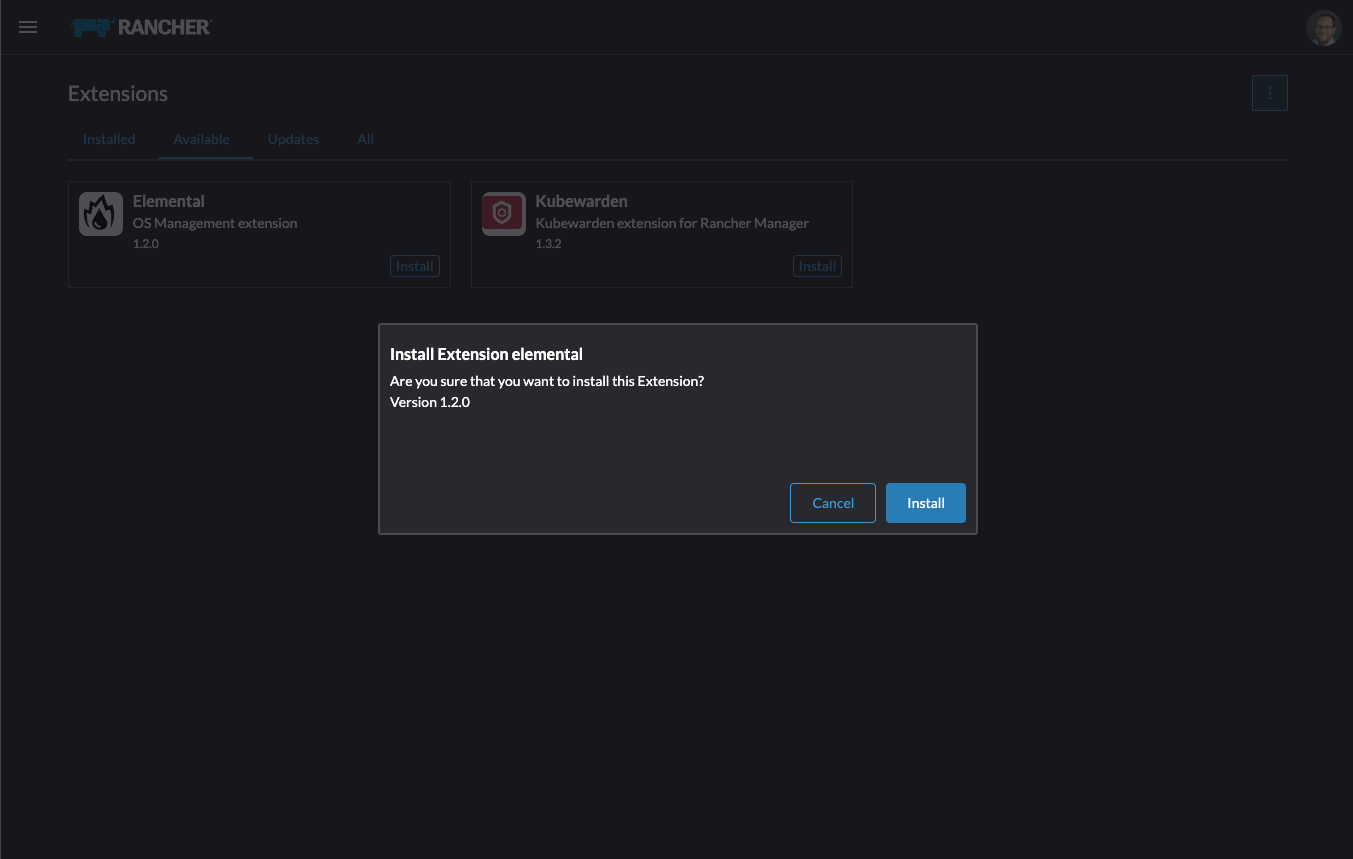 RANCHER
Extensions
Installed Available Updates All
Elemental
OS Management extension
1.2.0
Install
Kubewarden
Kubewarden extension for Rancher Manager
1.3.2
Install
Install Extension elemental
Are you sure that you want to install this Extension?
Version 1.2.0
Cancel Install